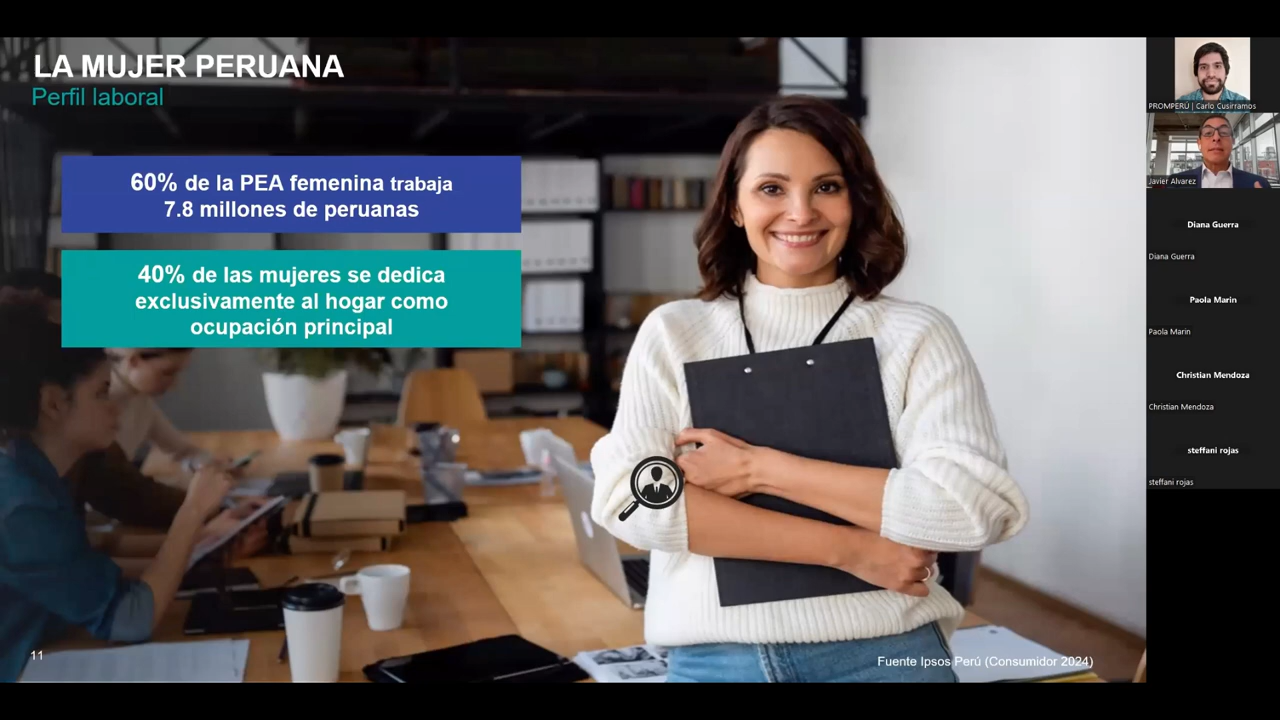 LA MUJER PERUANA
Perfil laboral
60% de la PEA femenina trabaja
7.8 millones de peruanas
40% de las mujeres se dedica
exclusivamente al hogar como
ocupación principal
11
Fuente Ipsos Perú (Consumidor 2024)
PROMPERÚ | Carlo Cusirramos
Javier Alvarez
Diana Guerra
Diana Guerra
Paola Marin
Paola Marin
Christian Mendoza
Christian Mendoza
steffani rojas
steffani rojas